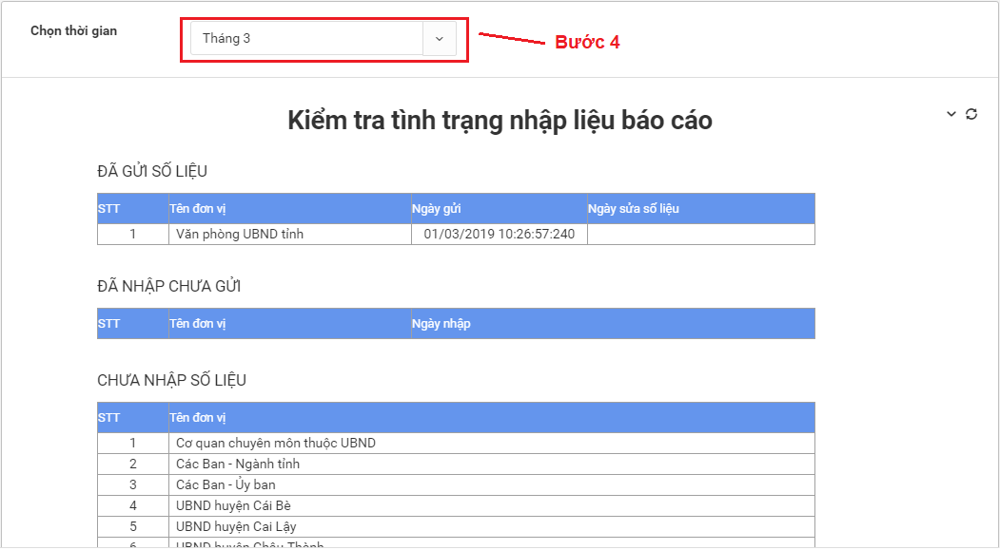 Chọn thời gian
Tháng 3
Bước 4
Kiểm tra tình trạng nhập liệu báo cáo
ĐÃ GỬI SỐ LIỆU
STT Tên đơn vị Ngày gửi Ngày sửa số liệu
1 Văn phòng UBND tỉnh 01/03/2019 10:26:57:240
ĐÃ NHẬP CHƯA GỬI
STT Tên đơn vị Ngày nhập
CHƯA NHẬP SỐ LIỆU
STT Tên đơn vị
1 Cơ quan chuyên môn thuộc UBND
2 Các Ban - Ngành tỉnh
3 Các Ban - Ủy ban
4 UBND huyện Cái Bè
5 UBND huyện Cai Lậy
6 UBND huyện Châu Thành